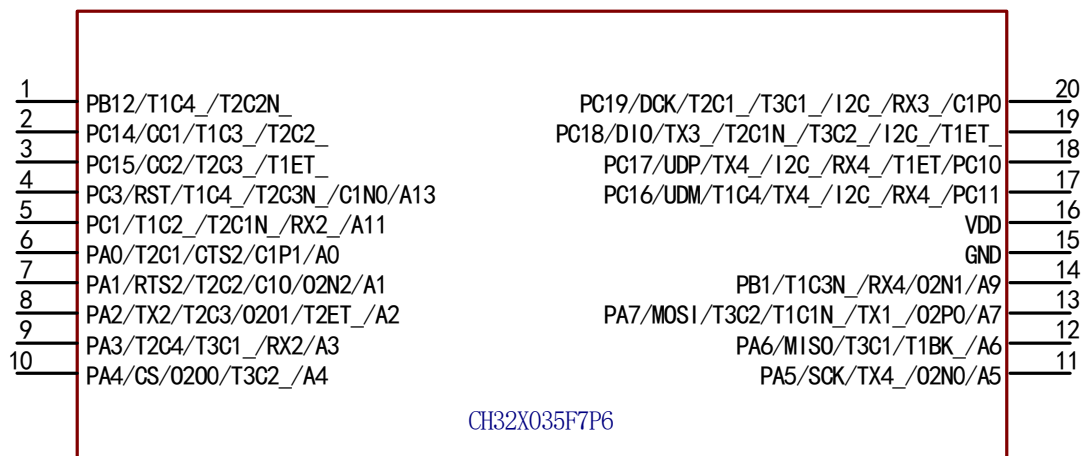 1 PB12/T1C4_/T2C2N_ PC19/DCK/T2C1_/T3C1_/I2C_/RX3_/C1P0 20
2 PC14/CC1/T1C3_/T2C2_ PC18/DIO/TX3_/T2C1N_/T3C2_/I2C_/T1ET_ 19
3 PC15/CC2/T2C3_/T1ET_ PC17/UDP/TX4_/I2C_/RX4_/T1ET/PC10 18
4 PC3/RST/T1C4_/T2C3N_/C1N0/A13 PC16/UDM/T1C4/TX4_/I2C_/RX4_/PC11 17
5 PC1/T1C2_/T2C1N_/RX2_/A11 VDD 16
6 PA0/T2C1/CTS2/C1P1/A0 GND 15
7 PA1/RTS2/T2C2/C1O/O2N2/A1 PB1/T1C3N_/RX4/O2N1/A9 14
8 PA2/TX2/T2C3/O2O1/T2ET_/A2 PA7/MOSI/T3C2/T1C1N_/TX1_/O2P0/A7 13
9 PA3/T2C4/T3C1_/RX2/A3 PA6/MISO/T3C1/T1BK_/A6 12
10 PA4/CS/O2O0/T3C2_/A4 PA5/SCK/TX4_/O2N0/A5 11
CH32X035F7P6